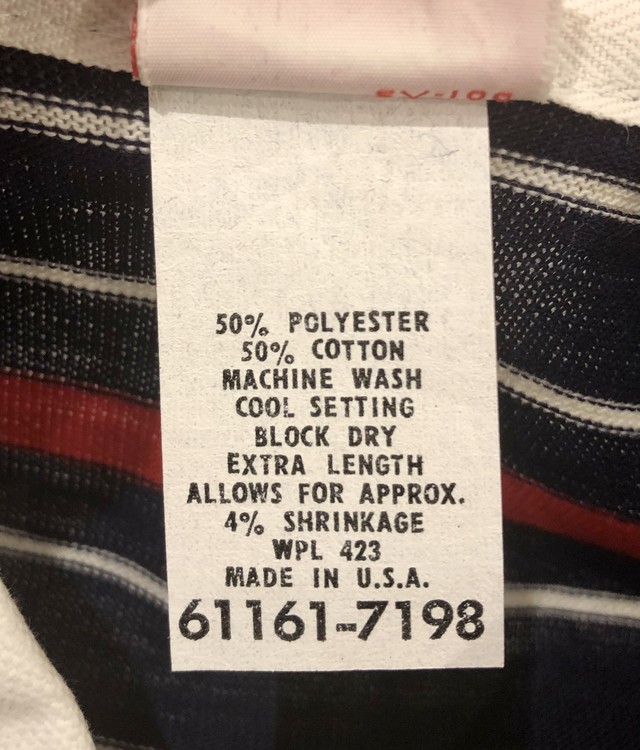 50% POLYESTER
50% COTTON
MACHINE WASH
COOL SETTING
BLOCK DRY
EXTRA LENGTH
ALLOWS FOR APPROX.
4% SHRINKAGE
WPL 423
MADE IN U.S.A.
61161-7198